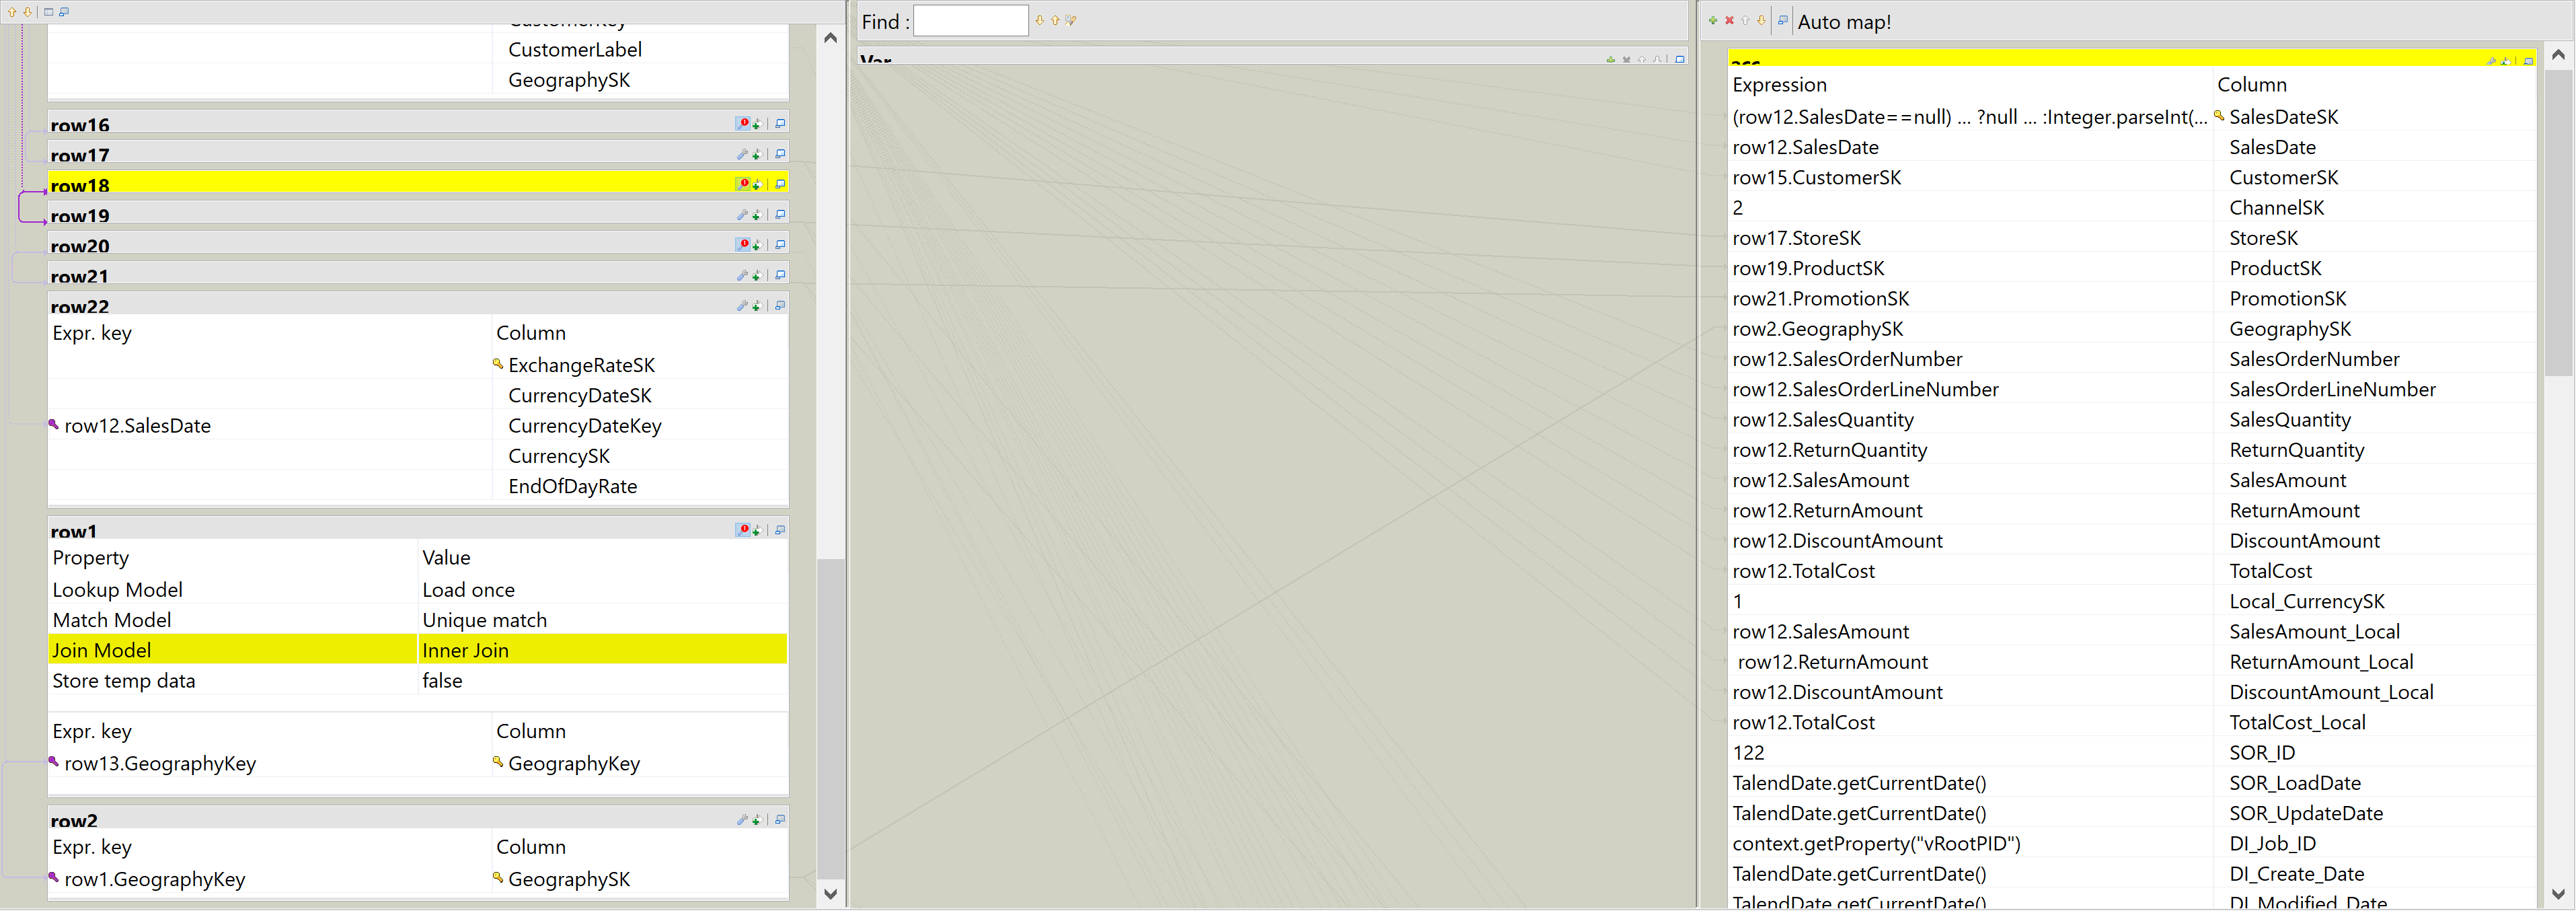 CustomerKey
CustomerLabel
GeographySK
row16
row17
row18
row19
row20
row21
row22
Expr. key Column
ExchangeRateSK
CurrencyDateSK
row12.SalesDate CurrencyDateKey
CurrencySK
EndOfDayRate
row1
Property Value
Lookup Model Load once
Match Model Unique match
Join Model Inner Join
Store temp data false
Expr. key Column
row13.GeographyKey GeographyKey
row2
Expr. key Column
row1.GeographyKey GeographySK
Find :
Var
Auto map!
Expression Column
(row12.SalesDate==null) ... ?null ... :Integer.parseInt(... SalesDateSK
row12.SalesDate SalesDate
row15.CustomerSK CustomerSK
2 ChannelSK
row17.StoreSK StoreSK
row19.ProductSK ProductSK
row21.PromotionSK PromotionSK
row2.GeographySK GeographySK
row12.SalesOrderNumber SalesOrderNumber
row12.SalesOrderLineNumber SalesOrderLineNumber
row12.SalesQuantity SalesQuantity
row12.ReturnQuantity ReturnQuantity
row12.SalesAmount SalesAmount
row12.ReturnAmount ReturnAmount
row12.DiscountAmount DiscountAmount
row12.TotalCost TotalCost
1 Local_CurrencySK
row12.SalesAmount SalesAmount_Local
row12.ReturnAmount ReturnAmount_Local
row12.DiscountAmount DiscountAmount_Local
row12.TotalCost TotalCost_Local
122 SOR_ID
TalendDate.getCurrentDate() SOR_LoadDate
TalendDate.getCurrentDate() SOR_UpdateDate
context.getProperty("vRootPID") DI_Job_ID
TalendDate.getCurrentDate() DI_Create_Date
TalendDate.getCurrentDate() DI_Modified_Date